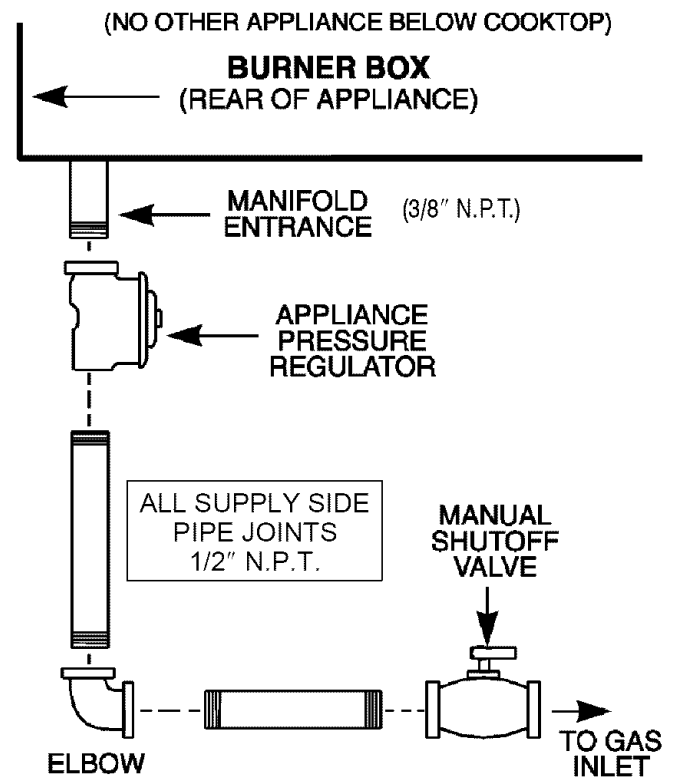 (NO OTHER APPLIANCE BELOW COOKTOP)
BURNER BOX
(REAR OF APPLIANCE)
MANIFOLD
ENTRANCE
(3/8″ N.P.T.)
APPLIANCE
PRESSURE
REGULATOR
ALL SUPPLY SIDE
PIPE JOINTS
1/2″ N.P.T.
MANUAL
SHUTOFF
VALVE
ELBOW
TO GAS
INLET